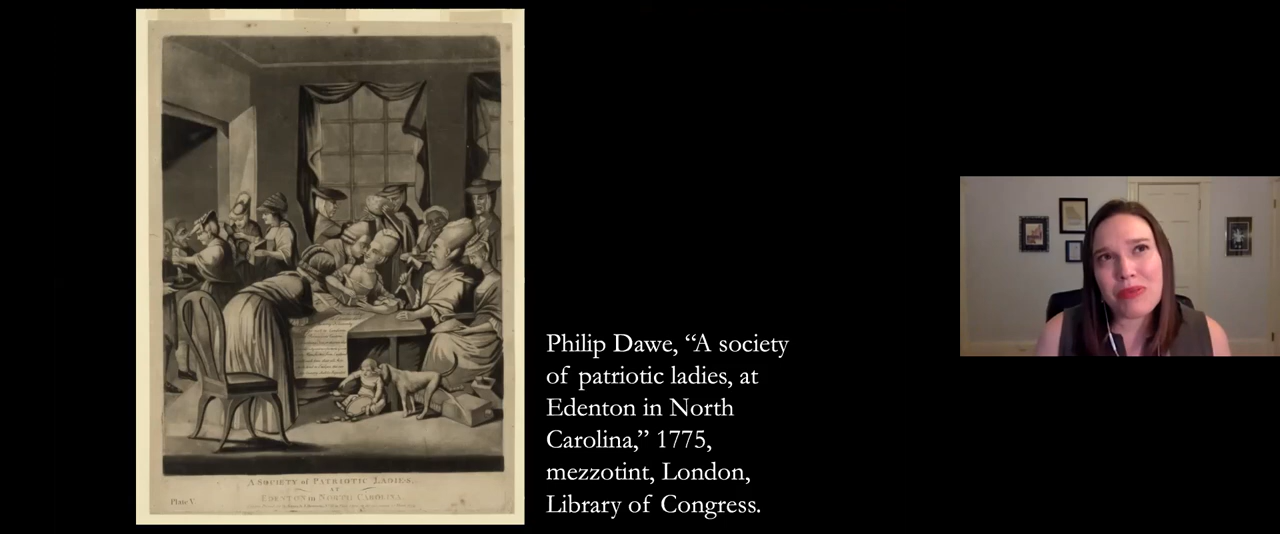 A SOCIETY of PATRIOTIC LADIES,
AT
EDENTON in NORTH CAROLINA.
Plate V.
Philip Dawe, “A society
of patriotic ladies, at
Edenton in North
Carolina,” 1775,
mezzotint, London,
Library of Congress.